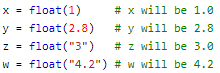 x = float(1)     # x will be 1.0
y = float(2.8)   # y will be 2.8
z = float("3")   # z will be 3.0
w = float("4.2") # w will be 4.2